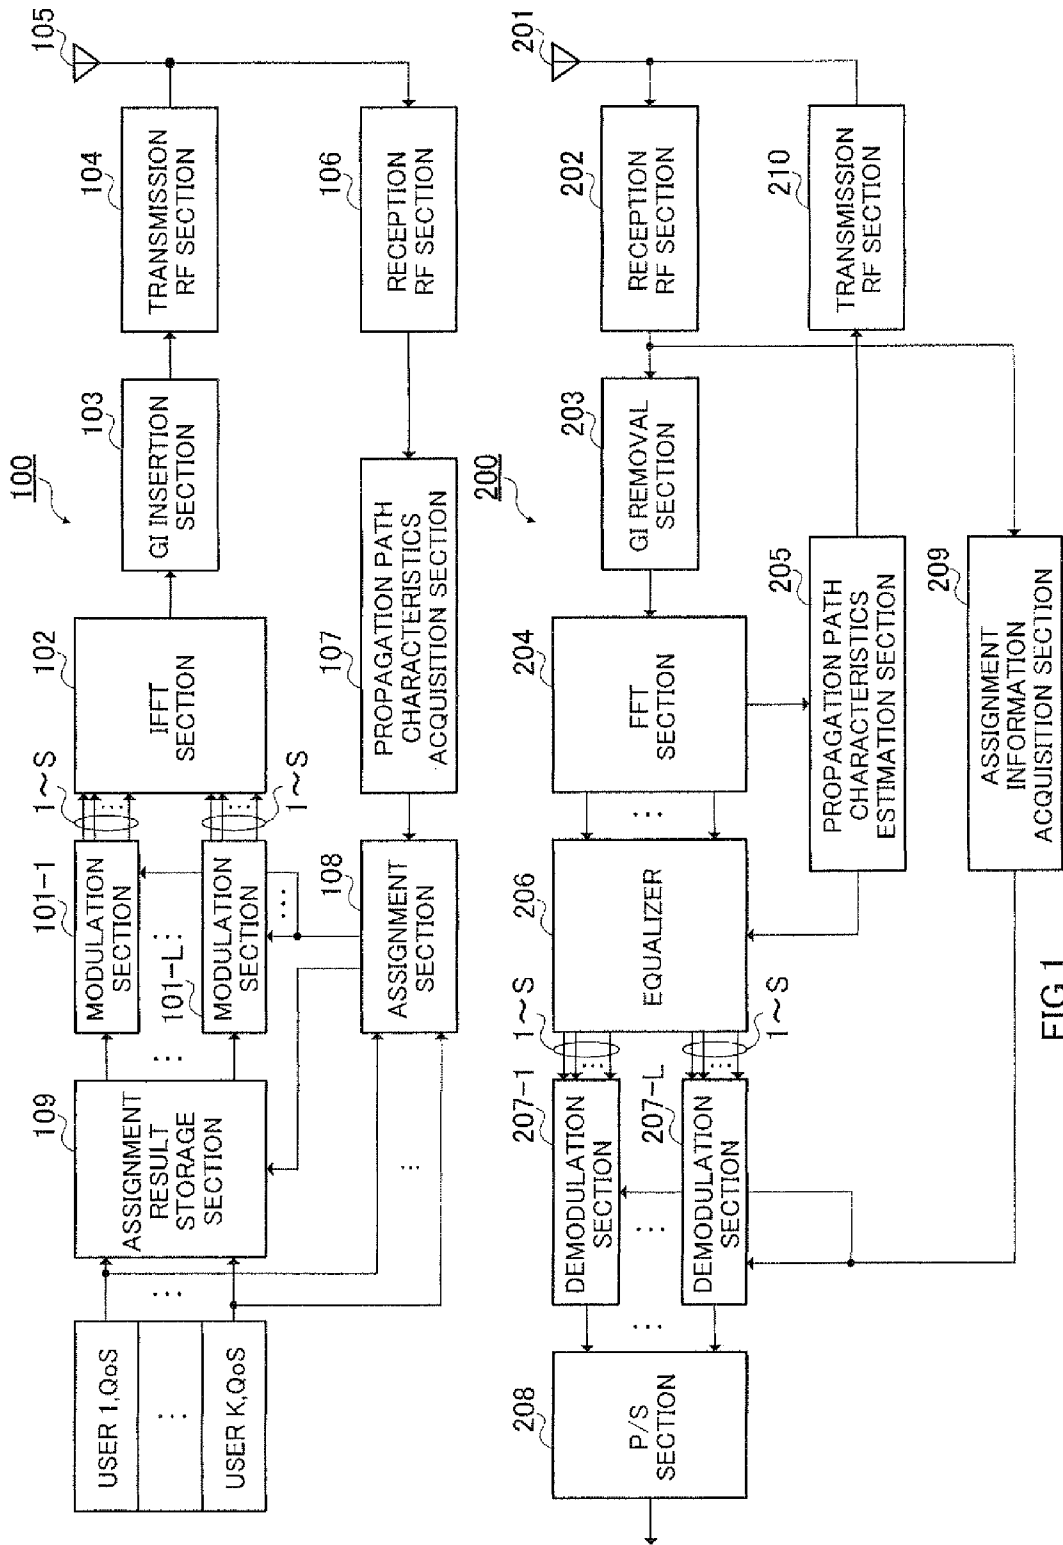 100
USER 1,QoS
⋮
USER K,QoS
109
ASSIGNMENT
RESULT
STORAGE
SECTION
101-1
MODULATION
SECTION
101-L
MODULATION
SECTION
1~S
1~S
102
IFFT
SECTION
103
GI INSERTION
SECTION
104
TRANSMISSION
RF SECTION
105
108
ASSIGNMENT
SECTION
107
PROPAGATION PATH
CHARACTERISTICS
ACQUISITION SECTION
106
RECEPTION
RF SECTION
200
208
P/S
SECTION
207-1
DEMODULATION
SECTION
207-L
DEMODULATION
SECTION
1~S
1~S
206
EQUALIZER
204
FFT
SECTION
203
GI REMOVAL
SECTION
202
RECEPTION
RF SECTION
201
205
PROPAGATION PATH
CHARACTERISTICS
ESTIMATION SECTION
210
TRANSMISSION
RF SECTION
209
ASSIGNMENT
INFORMATION
ACQUISITION SECTION
FIG.1